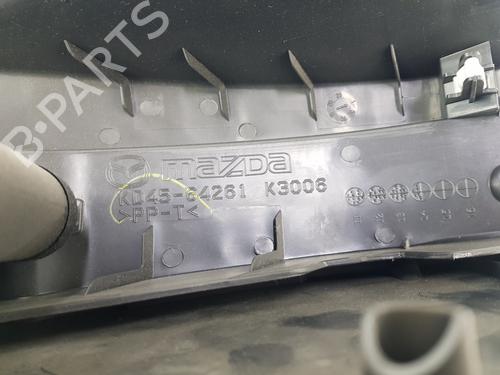 B-PARTS
mazda
KD45-64261 K3006
>PP-T<